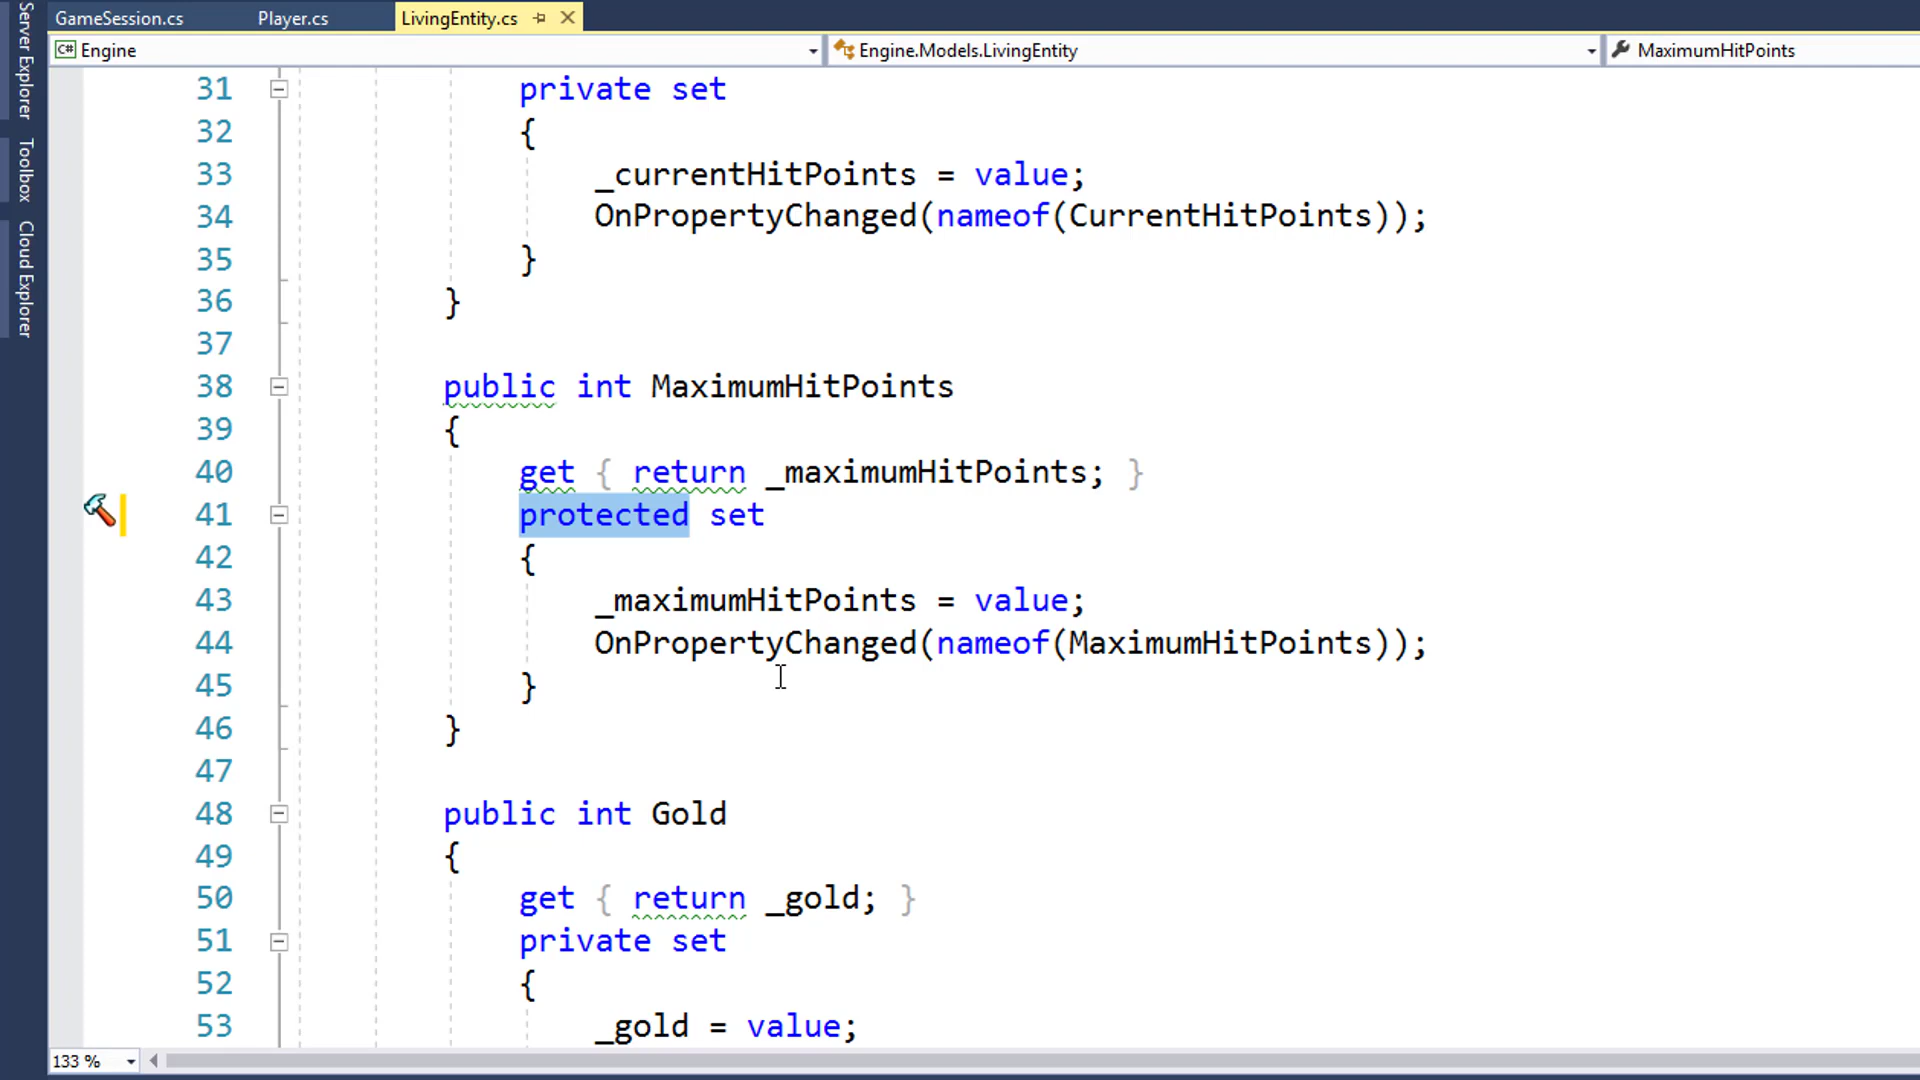 GameSession.cs Player.cs LivingEntity.cs
C# Engine Engine.Models.LivingEntity MaximumHitPoints
Server Explorer
Toolbox
Cloud Explorer
31 private set
32 {
33 _currentHitPoints = value;
34 OnPropertyChanged(nameof(CurrentHitPoints));
35 }
36 }
37
38 public int MaximumHitPoints
39 {
40 get { return _maximumHitPoints; }
41 protected set
42 {
43 _maximumHitPoints = value;
44 OnPropertyChanged(nameof(MaximumHitPoints));
45 }
46 }
47
48 public int Gold
49 {
50 get { return _gold; }
51 private set
52 {
53 _gold = value;
133 %